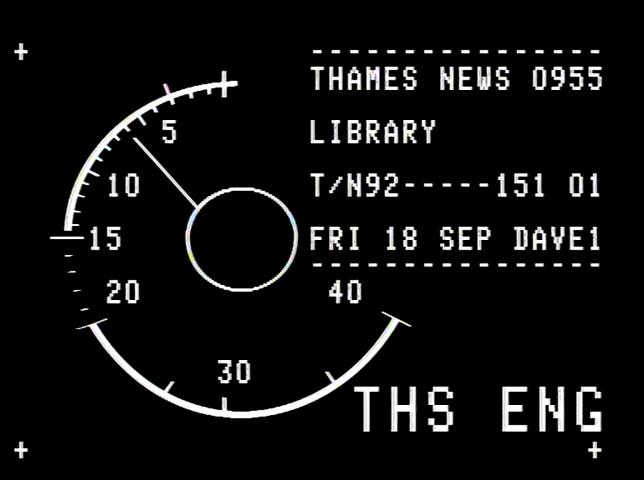 ----------------
THAMES NEWS 0955
LIBRARY
T/N92-----151 01
FRI 18 SEP DAVE1
----------------
5
10
15
20
40
30
THS ENG